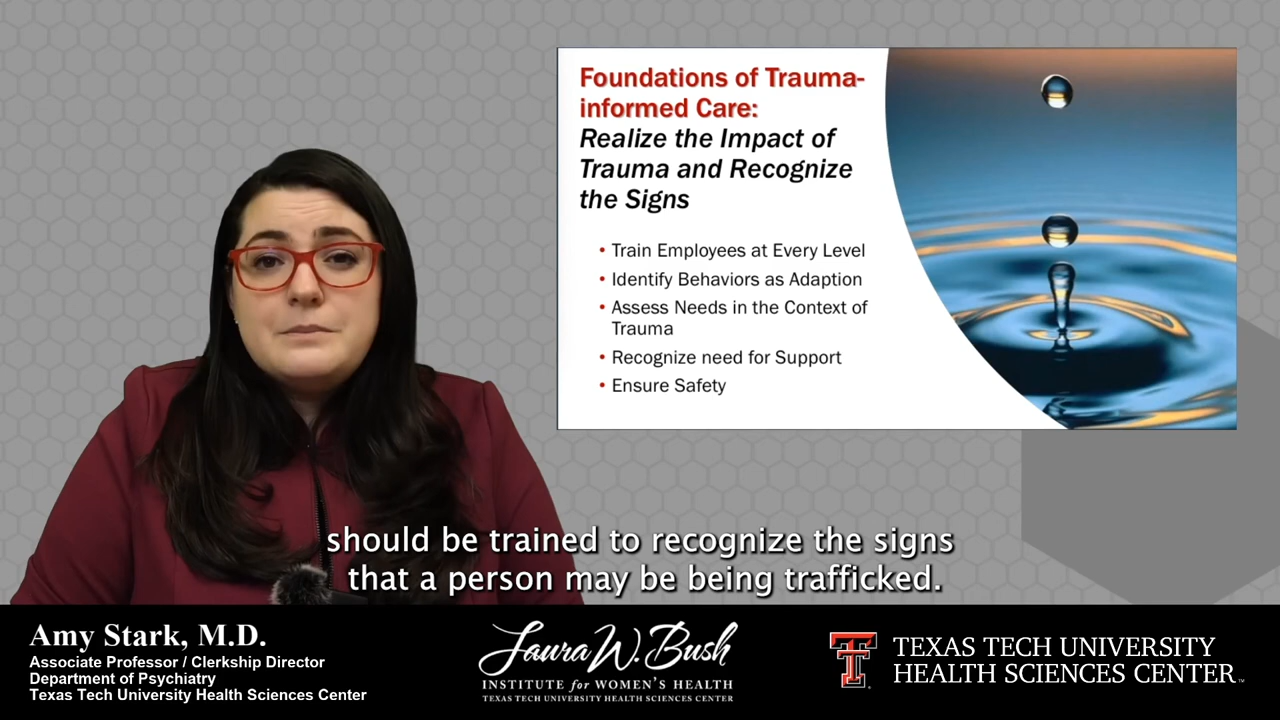 Foundations of Trauma-
informed Care:
Realize the Impact of
Trauma and Recognize
the Signs
• Train Employees at Every Level
• Identify Behaviors as Adaption
• Assess Needs in the Context of
Trauma
• Recognize need for Support
• Ensure Safety
should be trained to recognize the signs
that a person may be being trafficked.
Amy Stark, M.D.
Associate Professor / Clerkship Director
Department of Psychiatry
Texas Tech University Health Sciences Center
Laura W. Bush
INSTITUTE for WOMEN'S HEALTH
TEXAS TECH UNIVERSITY HEALTH SCIENCES CENTER
TEXAS TECH UNIVERSITY
HEALTH SCIENCES CENTER™